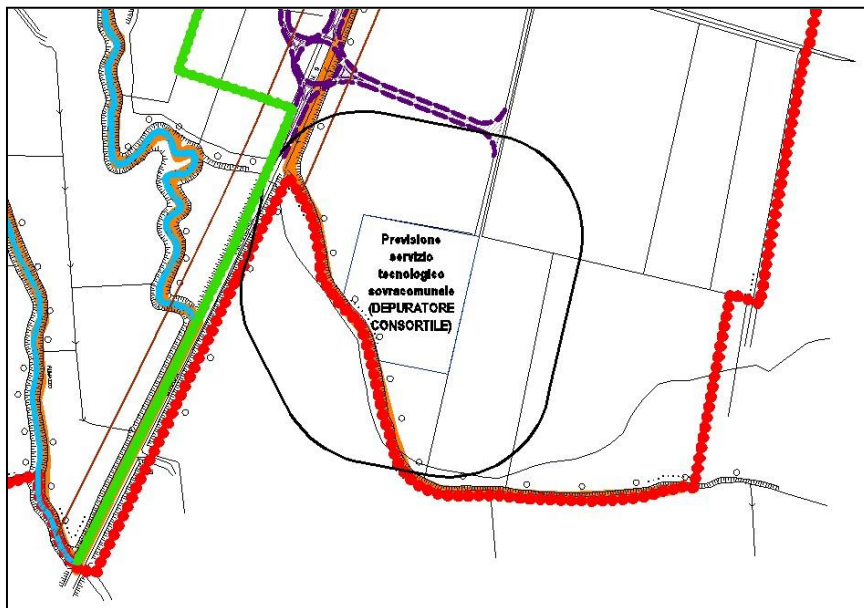 Previsione
servizio
tecnologico
sovracomunale
(DEPURATORE
CONSORTILE)